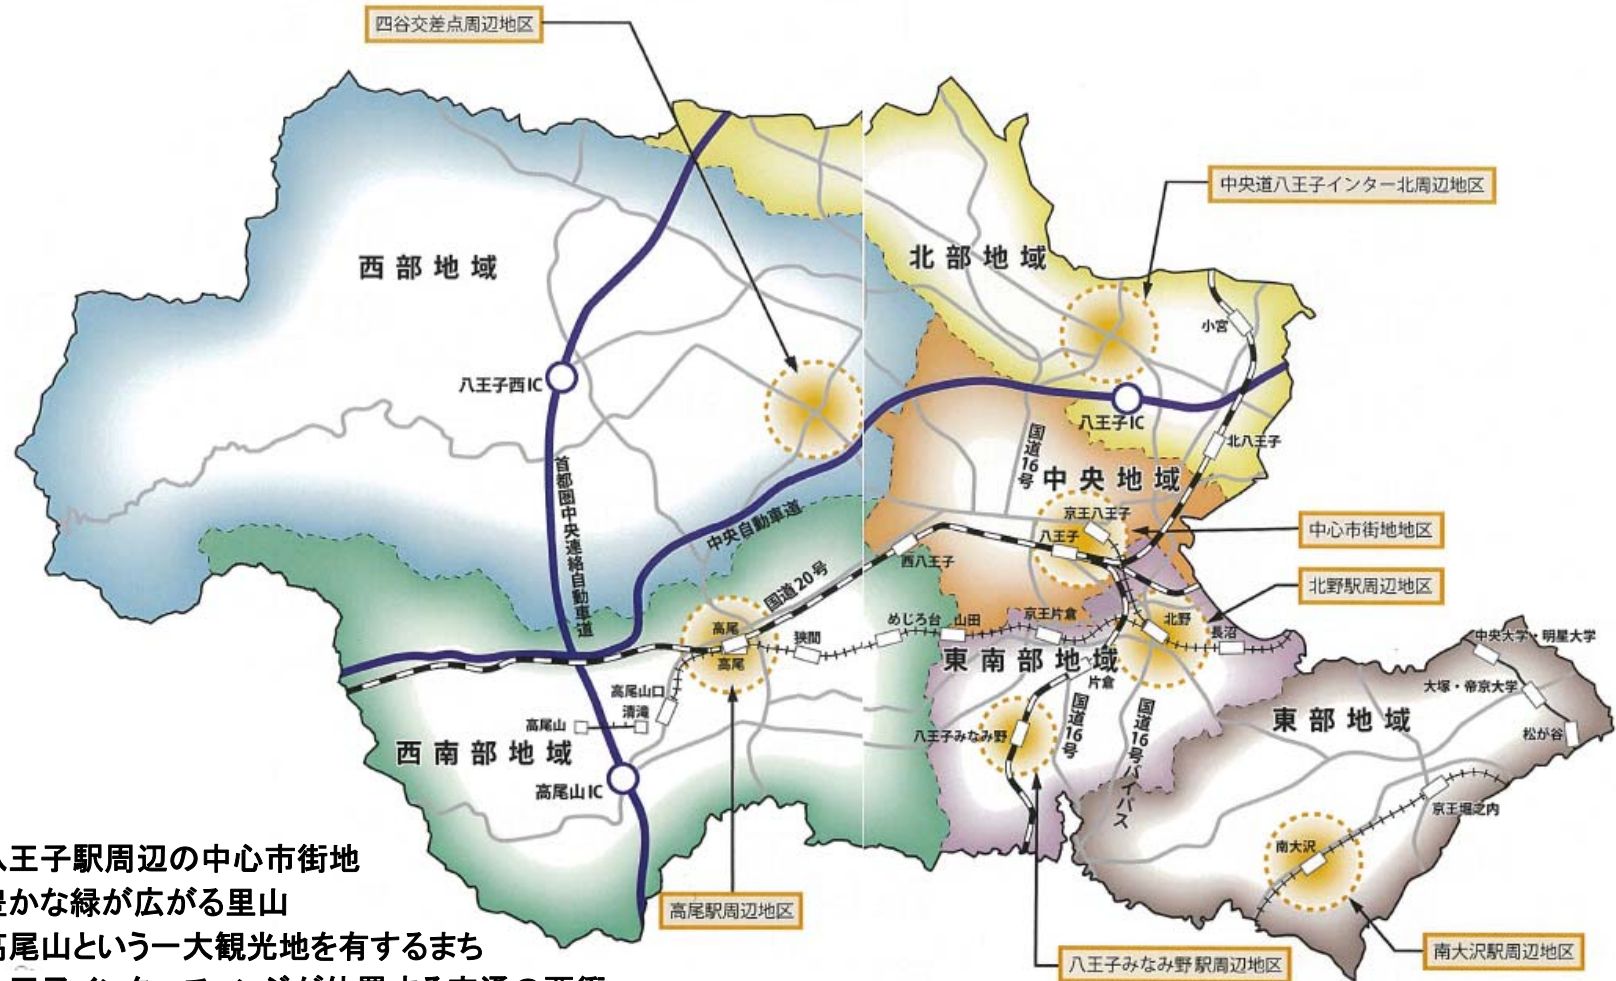 四谷交差点周辺地区
中央道八王子インター北周辺地区
西部地域
北部地域
小宮
八王子西IC
八王子IC
国道16号
北八王子
中央地域
首都圏中央連絡自動車道
中央自動車道
京王八王子
八王子
中心市街地地区
西八王子
国道20号
北野駅周辺地区
高尾
高尾
狭間
めじろ台
山田
京王片倉
北野
長沼
東南部地域
片倉
中央大学・明星大学
大塚・帝京大学
松が谷
東部地域
高尾山口
清滝
高尾山
西南部地域
八王子みなみ野
国道16号
国道16号バイパス
高尾山IC
京王堀之内
南大沢
八王子駅周辺の中心市街地
豊かな緑が広がる里山
高尾山という一大観光地を有するまち
高尾駅周辺地区
八王子みなみ野駅周辺地区
南大沢駅周辺地区